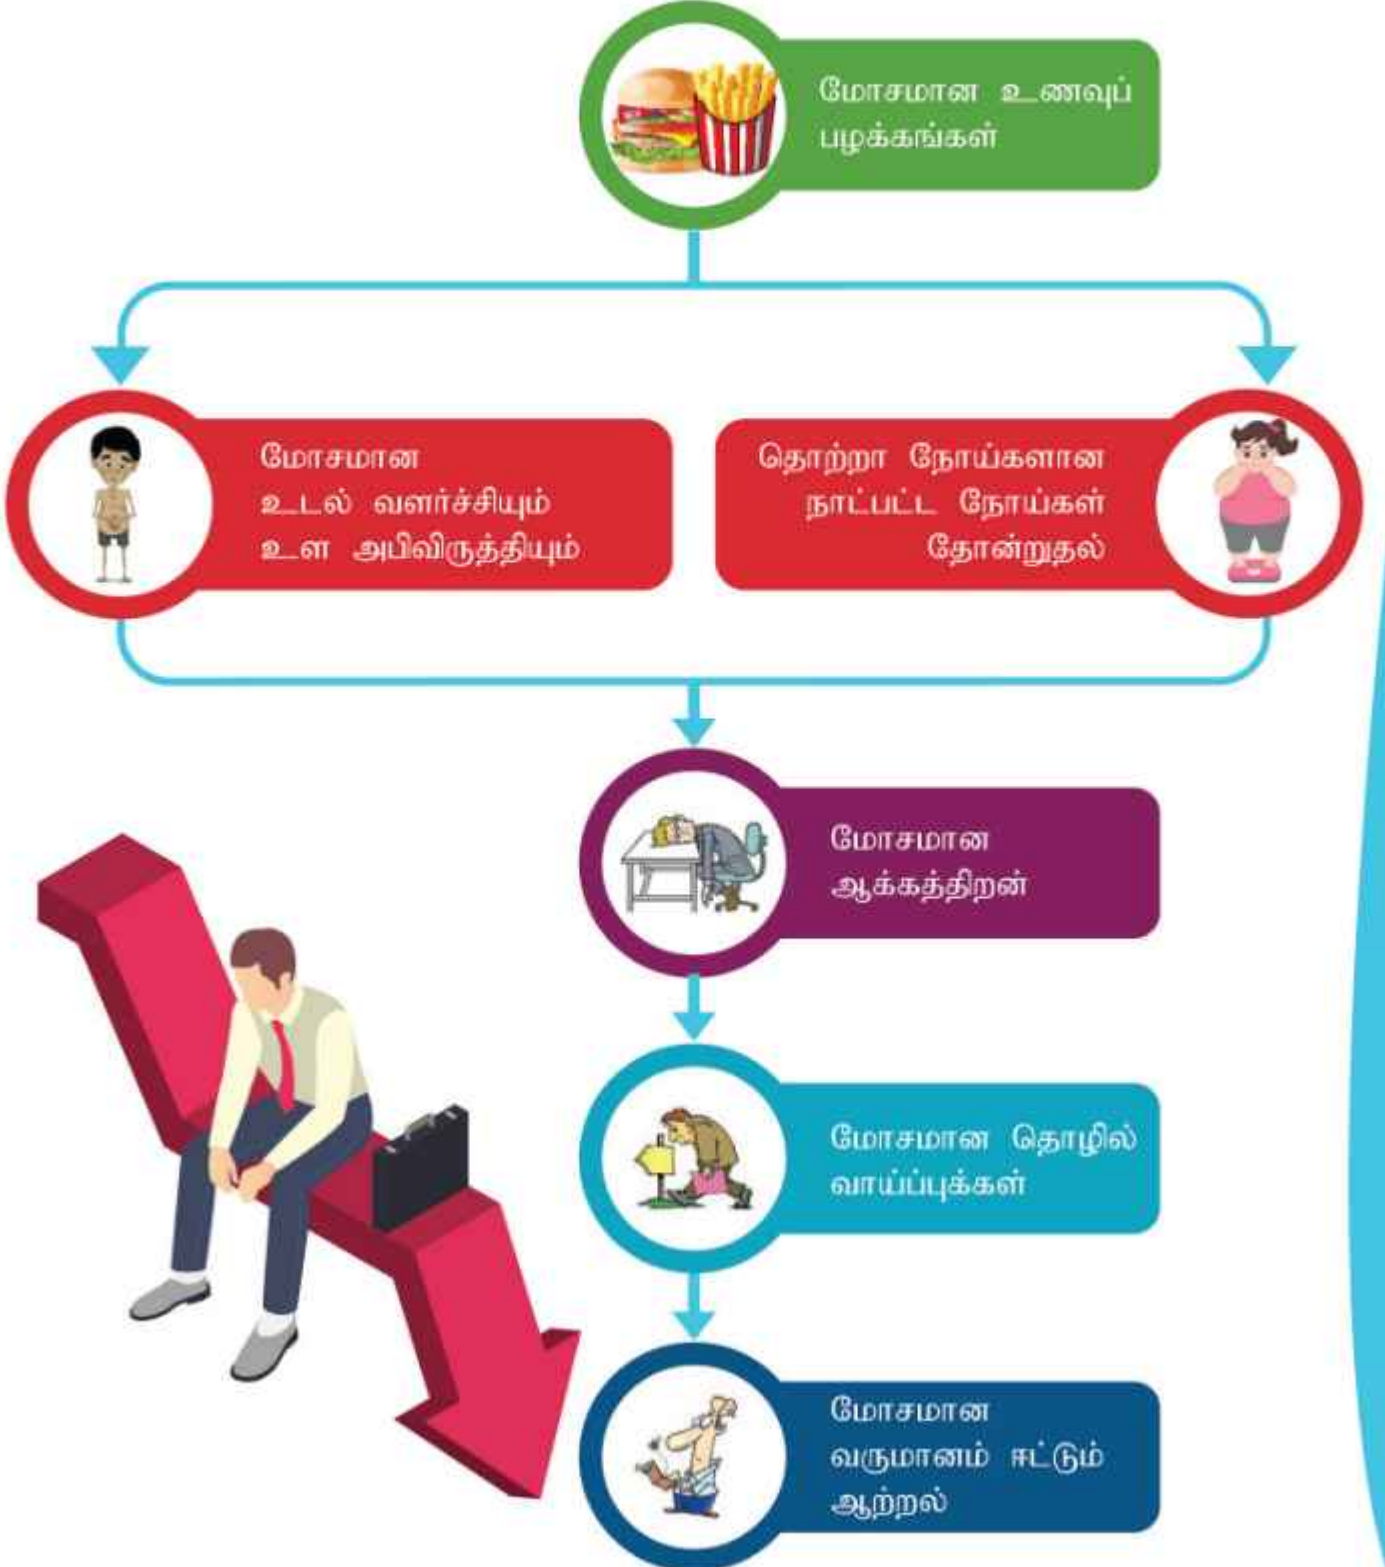 மோசமான உணவுப்
பழக்கங்கள்
மோசமான
உடல் வளர்ச்சியும்
உள அபிவிருத்தியும்
தொற்றா நோய்களான
நாட்பட்ட நோய்கள்
தோன்றுதல்
மோசமான
ஆக்கத்திறன்
மோசமான தொழில்
வாய்ப்புக்கள்
மோசமான
வருமானம் ஈட்டும்
ஆற்றல்